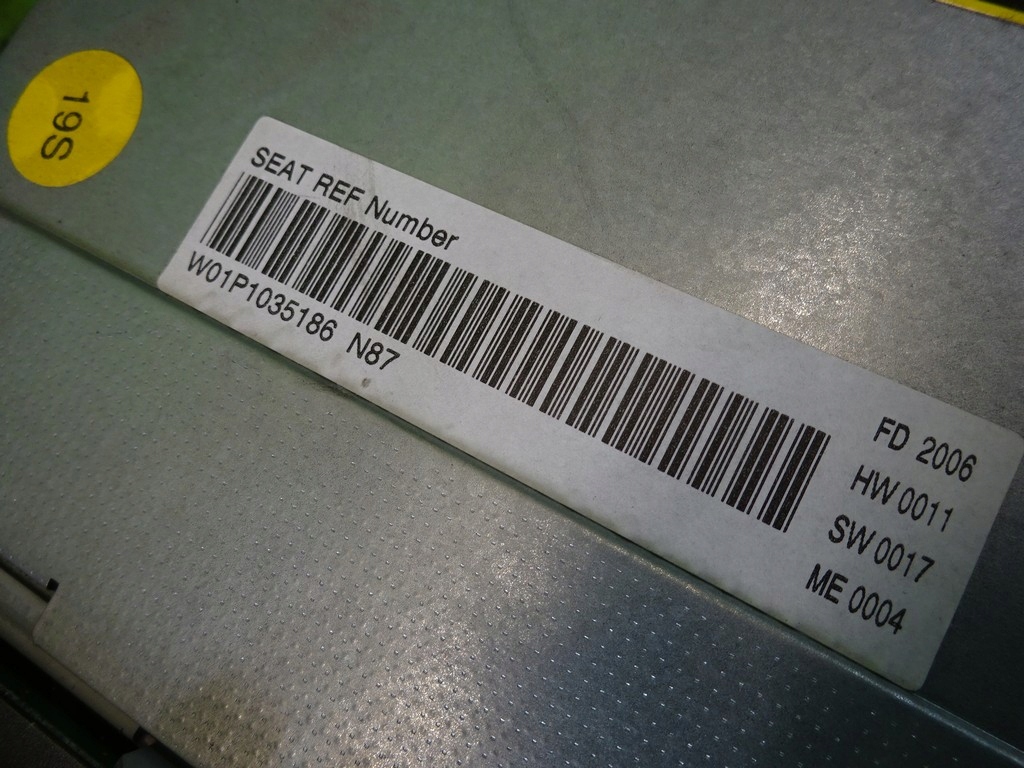 19S
SEAT REF Number
W01P1035186 N87
FD 2006
HW 0011
SW 0017
ME 0004